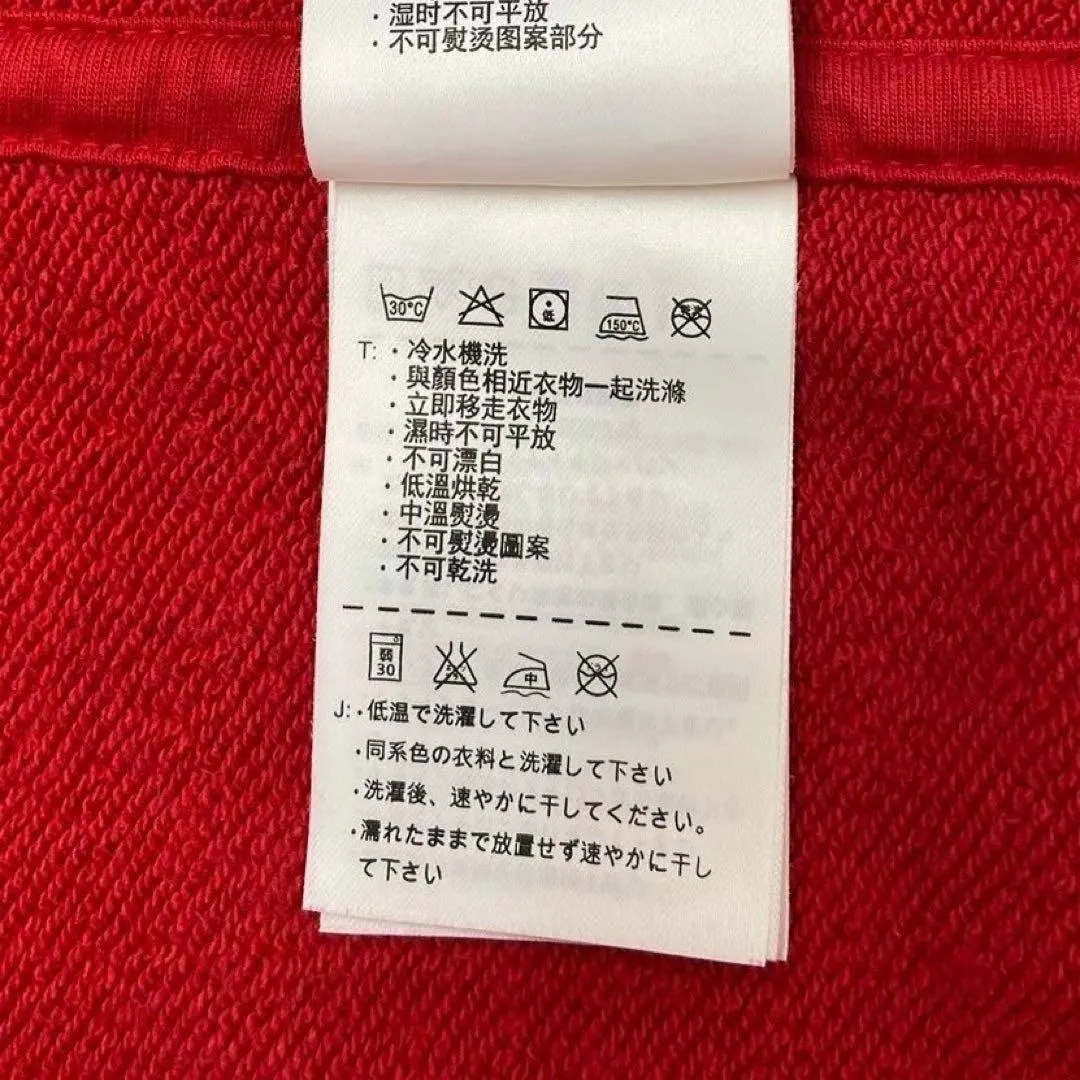 · 湿时不可平放
· 不可熨烫图案部分
30°C
低
150°C
T: · 冷水機洗
· 與顏色相近衣物一起洗滌
· 立即移走衣物
· 濕時不可平放
· 不可漂白
· 低溫烘乾
· 中溫熨燙
· 不可熨燙圖案
· 不可乾洗
弱
30
中
J: · 低温で洗濯して下さい
· 同系色の衣料と洗濯して下さい
· 洗濯後、速やかに干してください。
· 濡れたままで放置せず速やかに干し
て下さい